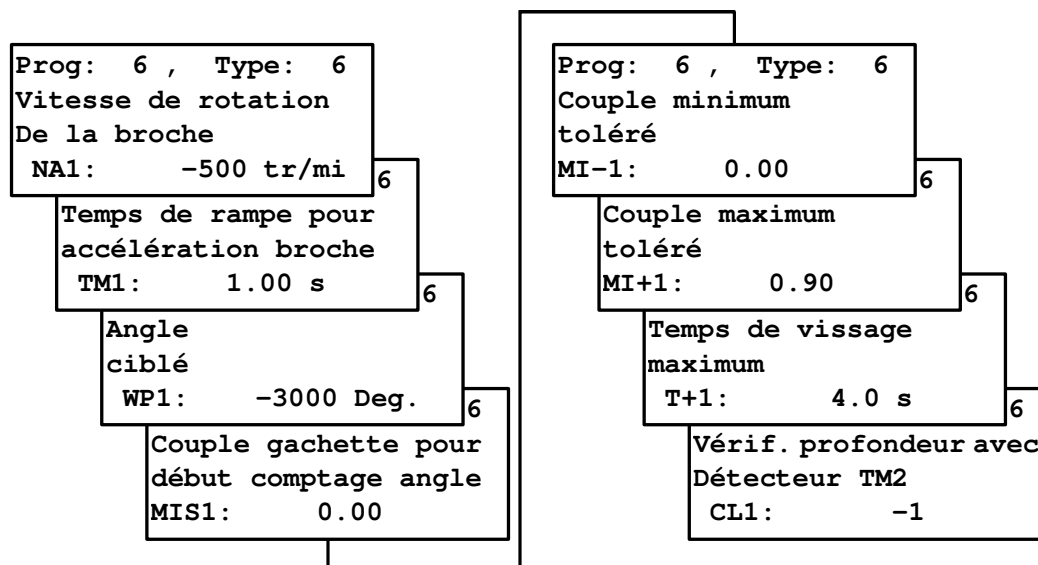 Prog: 6 , Type: 6
Vitesse de rotation
De la broche
NA1: -500 tr/mi
6
Temps de rampe pour
accélération broche
TM1: 1.00 s
6
Angle
ciblé
WP1: -3000 Deg.
6
Couple gachette pour
début comptage angle
MIS1: 0.00
Prog: 6 , Type: 6
Couple minimum
toléré
MI-1: 0.00
6
Couple maximum
toléré
MI+1: 0.90
6
Temps de vissage
maximum
T+1: 4.0 s
6
Vérif. profondeur avec
Détecteur TM2
CL1: -1